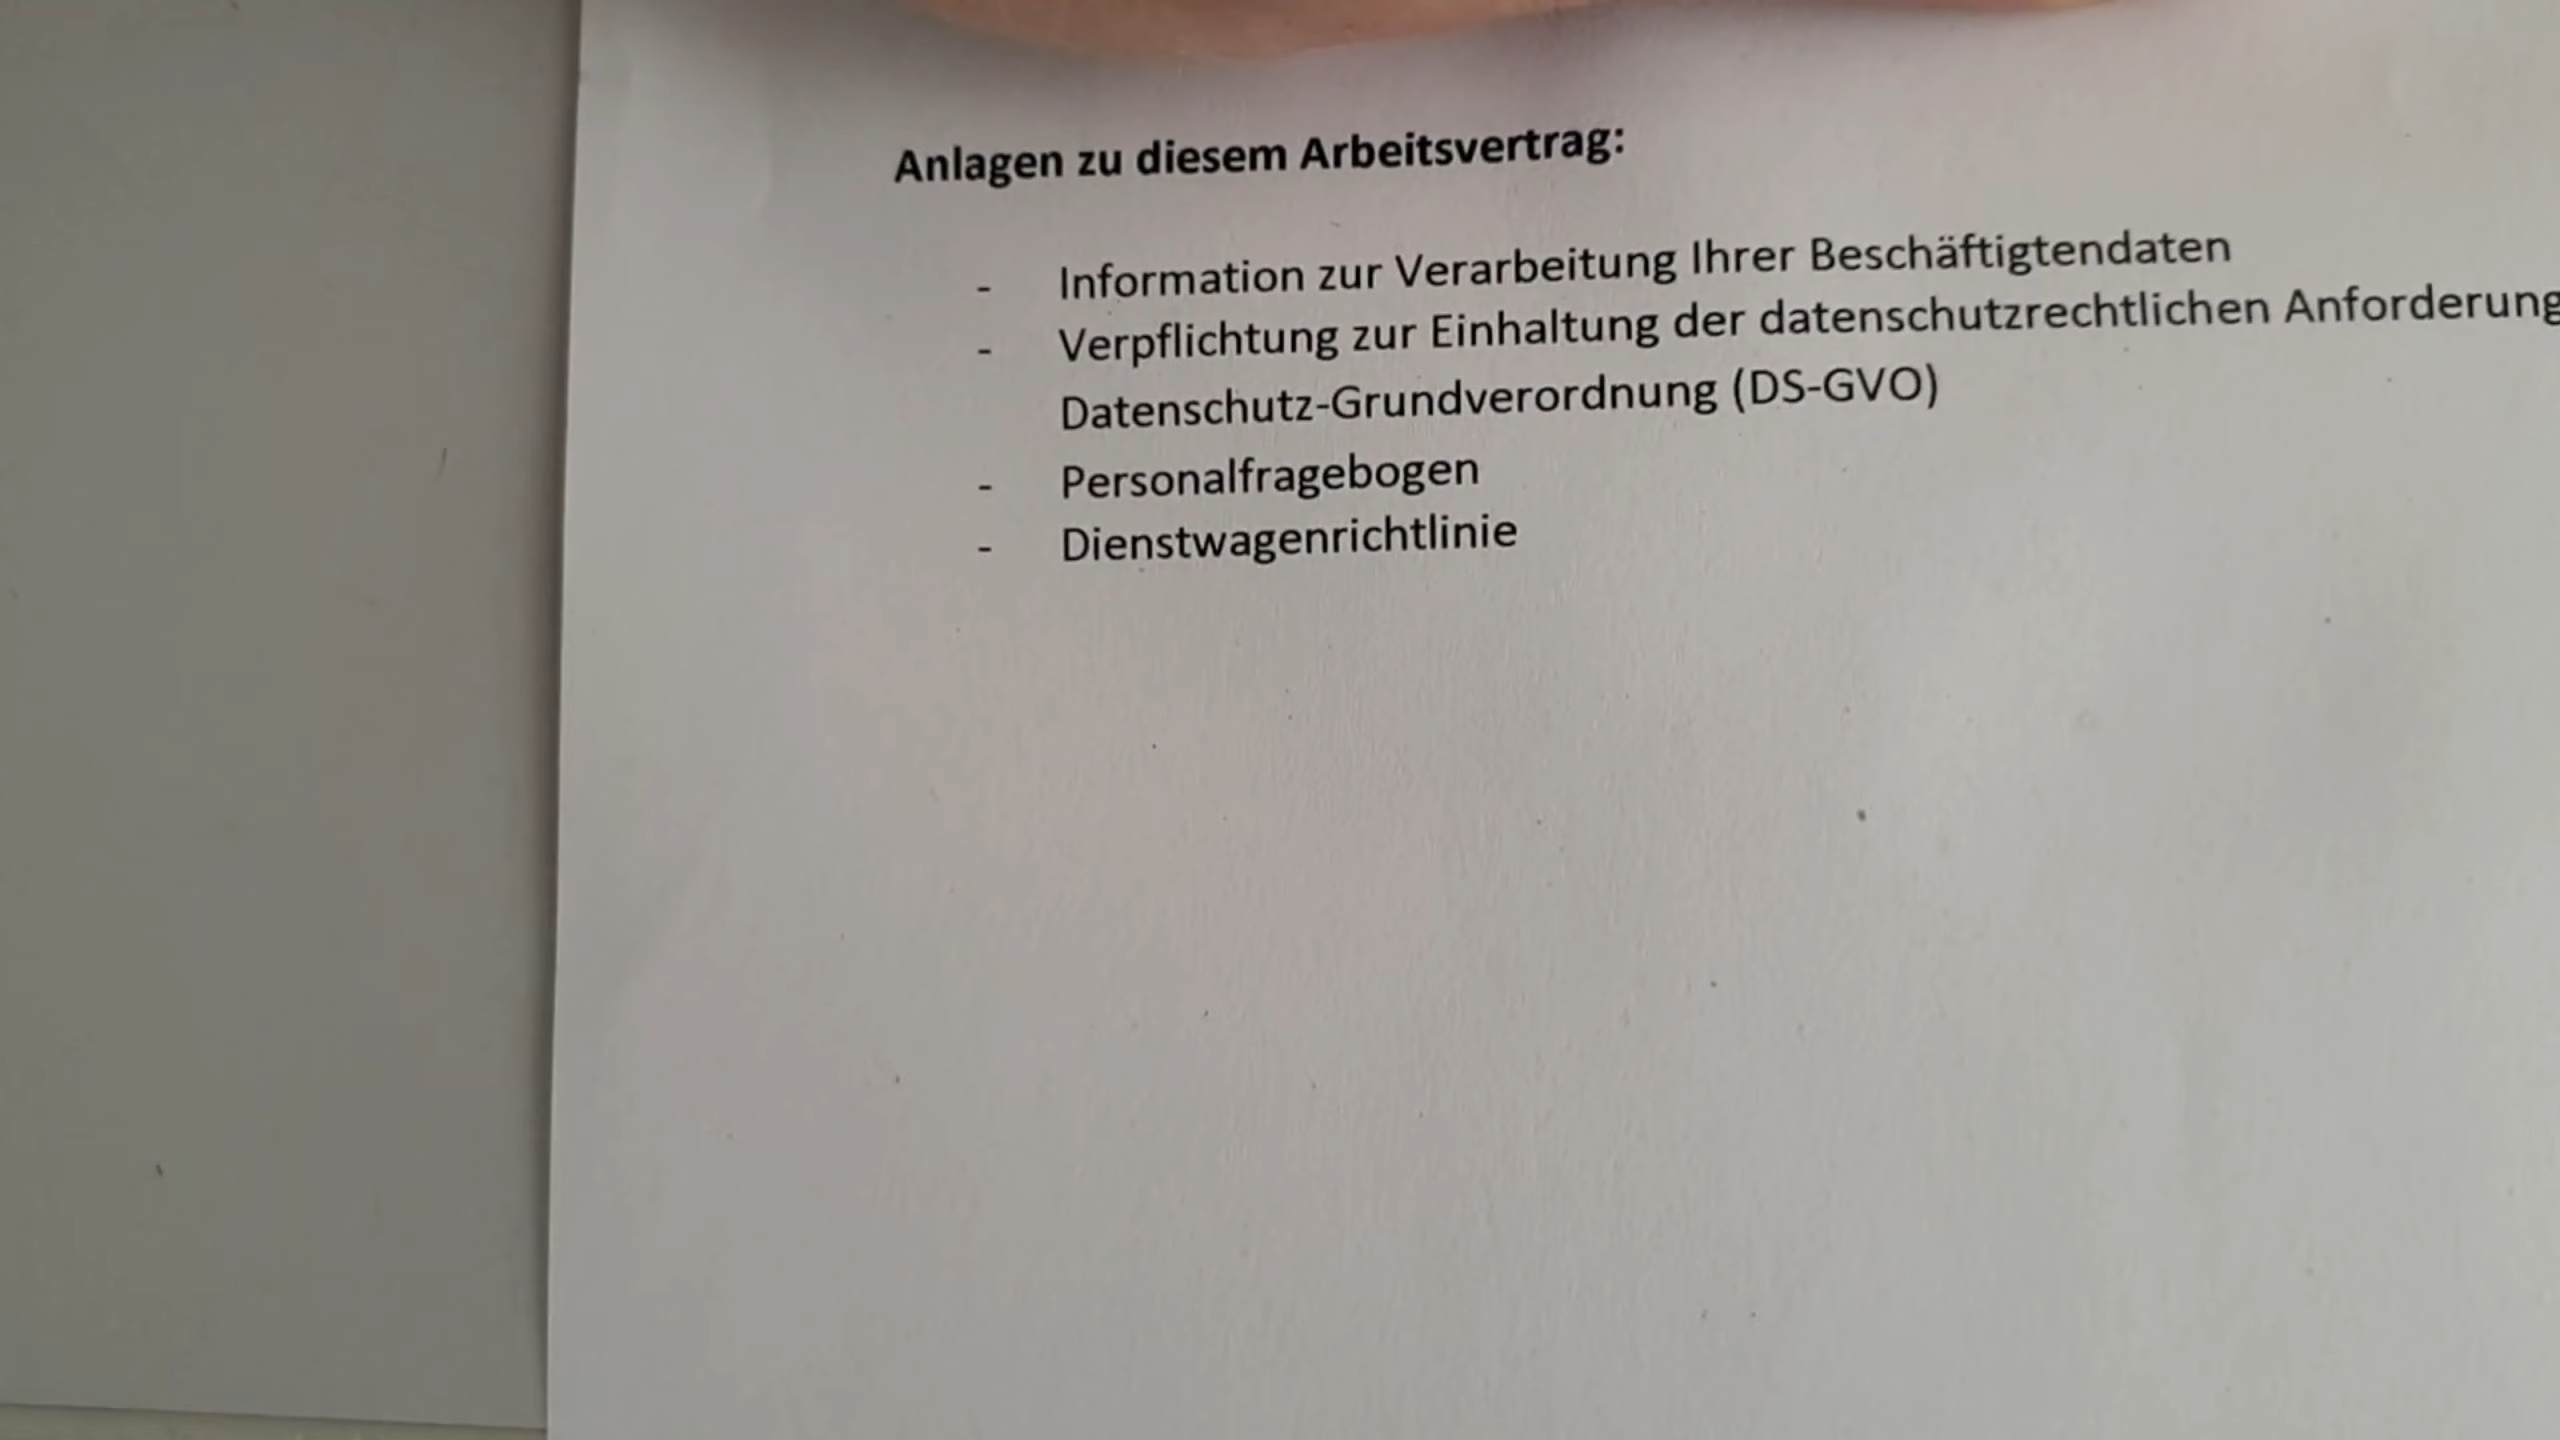 Anlagen zu diesem Arbeitsvertrag:
- Information zur Verarbeitung Ihrer Beschäftigtendaten
- Verpflichtung zur Einhaltung der datenschutzrechtlichen Anforderung
Datenschutz-Grundverordnung (DS-GVO)
- Personalfragebogen
- Dienstwagenrichtlinie